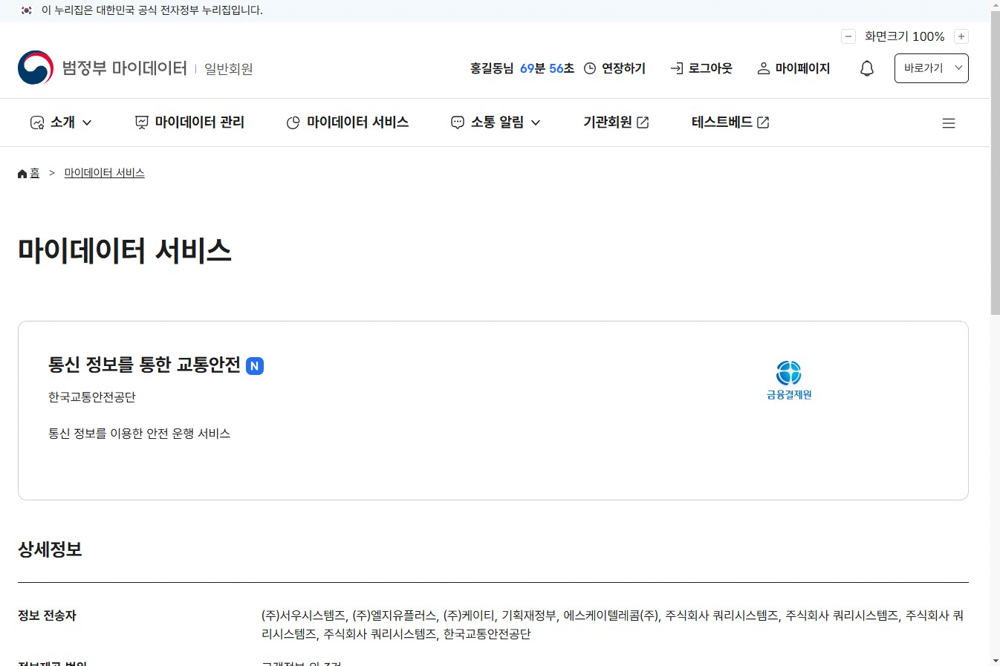 이 누리집은 대한민국 공식 전자정부 누리집입니다.
화면크기 100%
범정부 마이데이터 | 일반회원
홍길동님 69분 56초 연장하기 로그아웃 마이페이지 바로가기
소개 마이데이터 관리 마이데이터 서비스 소통 알림 기관회원 테스트베드
홈 > 마이데이터 서비스
마이데이터 서비스
통신 정보를 통한 교통안전 N
금융결제원
한국교통안전공단
통신 정보를 이용한 안전 운행 서비스
상세정보
정보 전송자
(주)서우시스템즈, (주)엘지유플러스, (주)케이티, 기획재정부, 에스케이텔레콤(주), 주식회사 쿼리시스템즈, 주식회사 쿼리시스템즈, 주식회사 쿼
리시스템즈, 주식회사 쿼리시스템즈, 한국교통안전공단